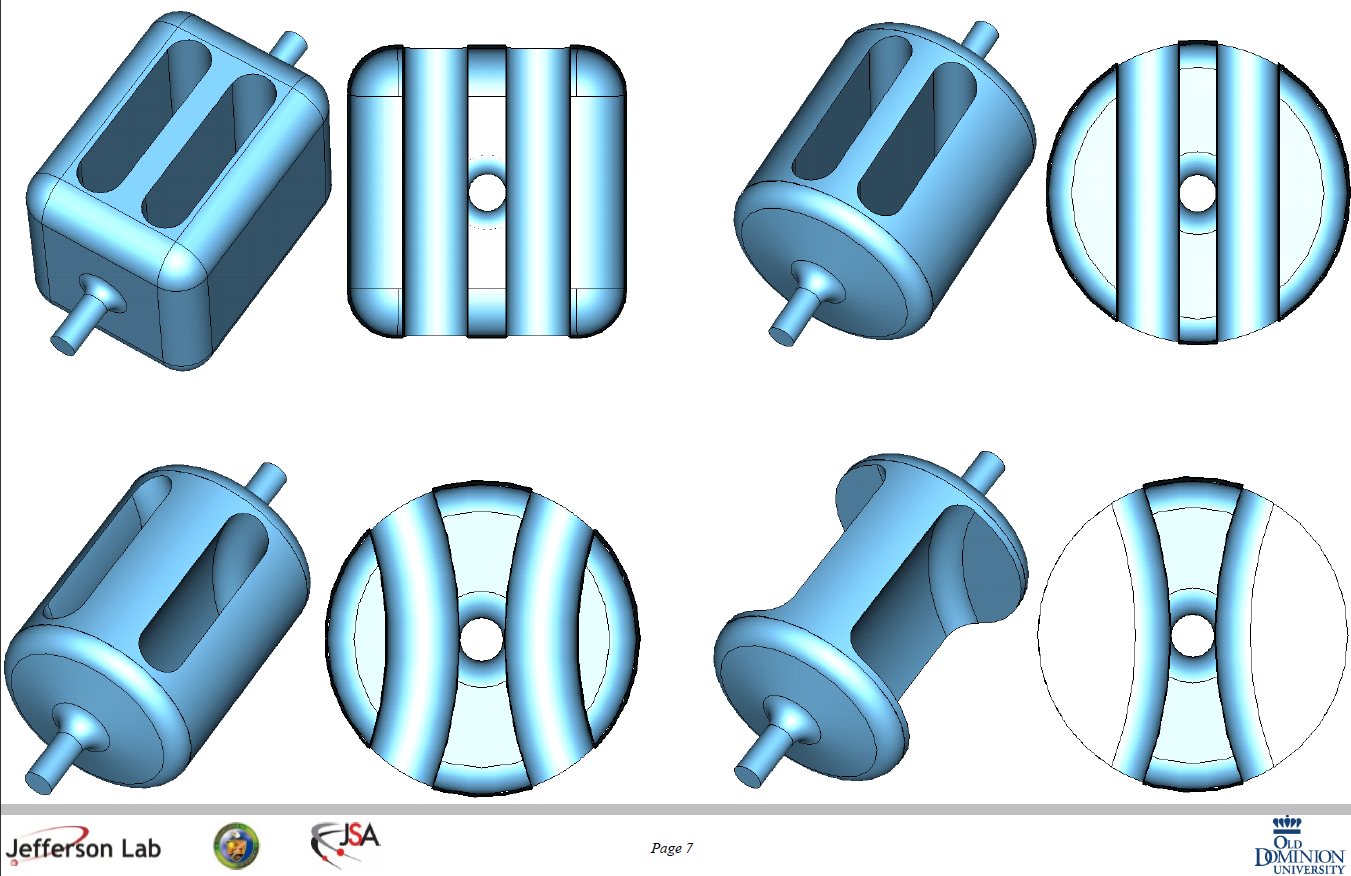 Jefferson Lab
JSA
Page 7
OLD
DOMINION
UNIVERSITY